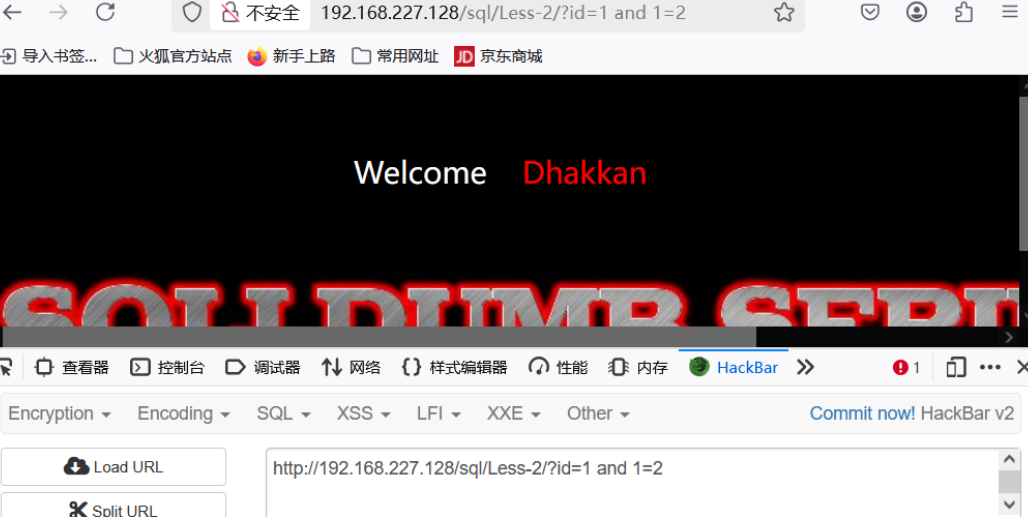 不安全 192.168.227.128/sql/Less-2/?id=1 and 1=2
导入书签... 火狐官方站点 新手上路 常用网址 JD 京东商城
Welcome Dhakkan
SQLI DUMB SERI
查看器 控制台 调试器 网络 样式编辑器 性能 内存 HackBar 1
Encryption Encoding SQL XSS LFI XXE Other Commit now! HackBar v2
Load URL http://192.168.227.128/sql/Less-2/?id=1 and 1=2
Split URL